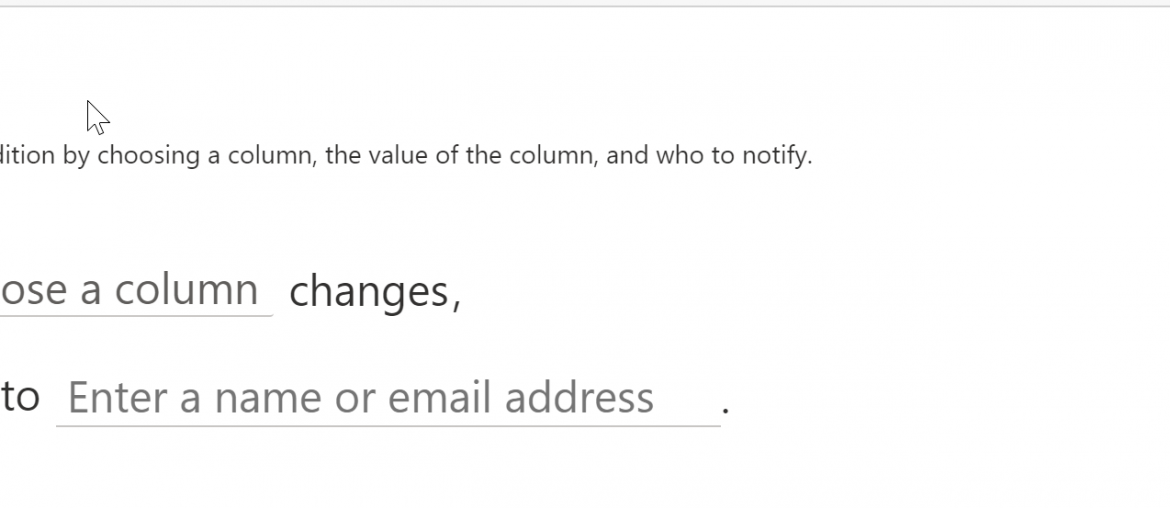 dition by choosing a column, the value of the column, and who to notify.
ose a column changes,
to Enter a name or email address .